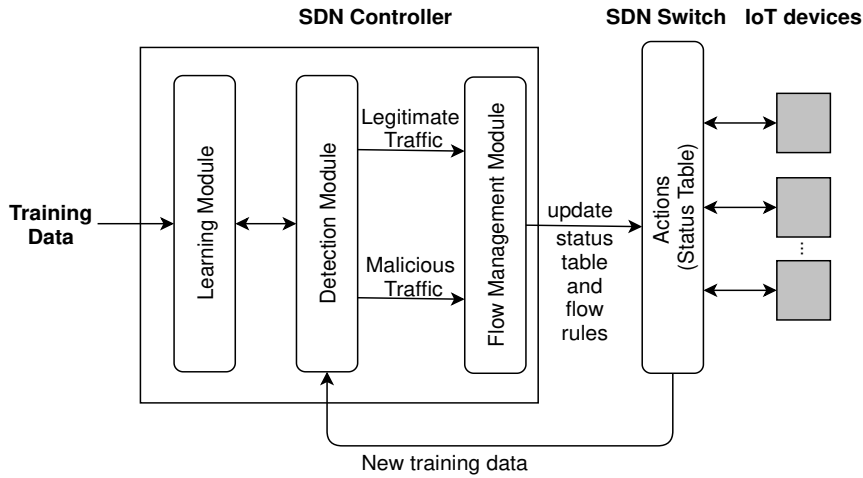 SDN Controller
SDN Switch
IoT devices
Training
Data
Learning Module
Detection Module
Legitimate
Traffic
Malicious
Traffic
Flow Management Module
update
status
table
and
flow
rules
Actions
(Status Table)
...
New training data